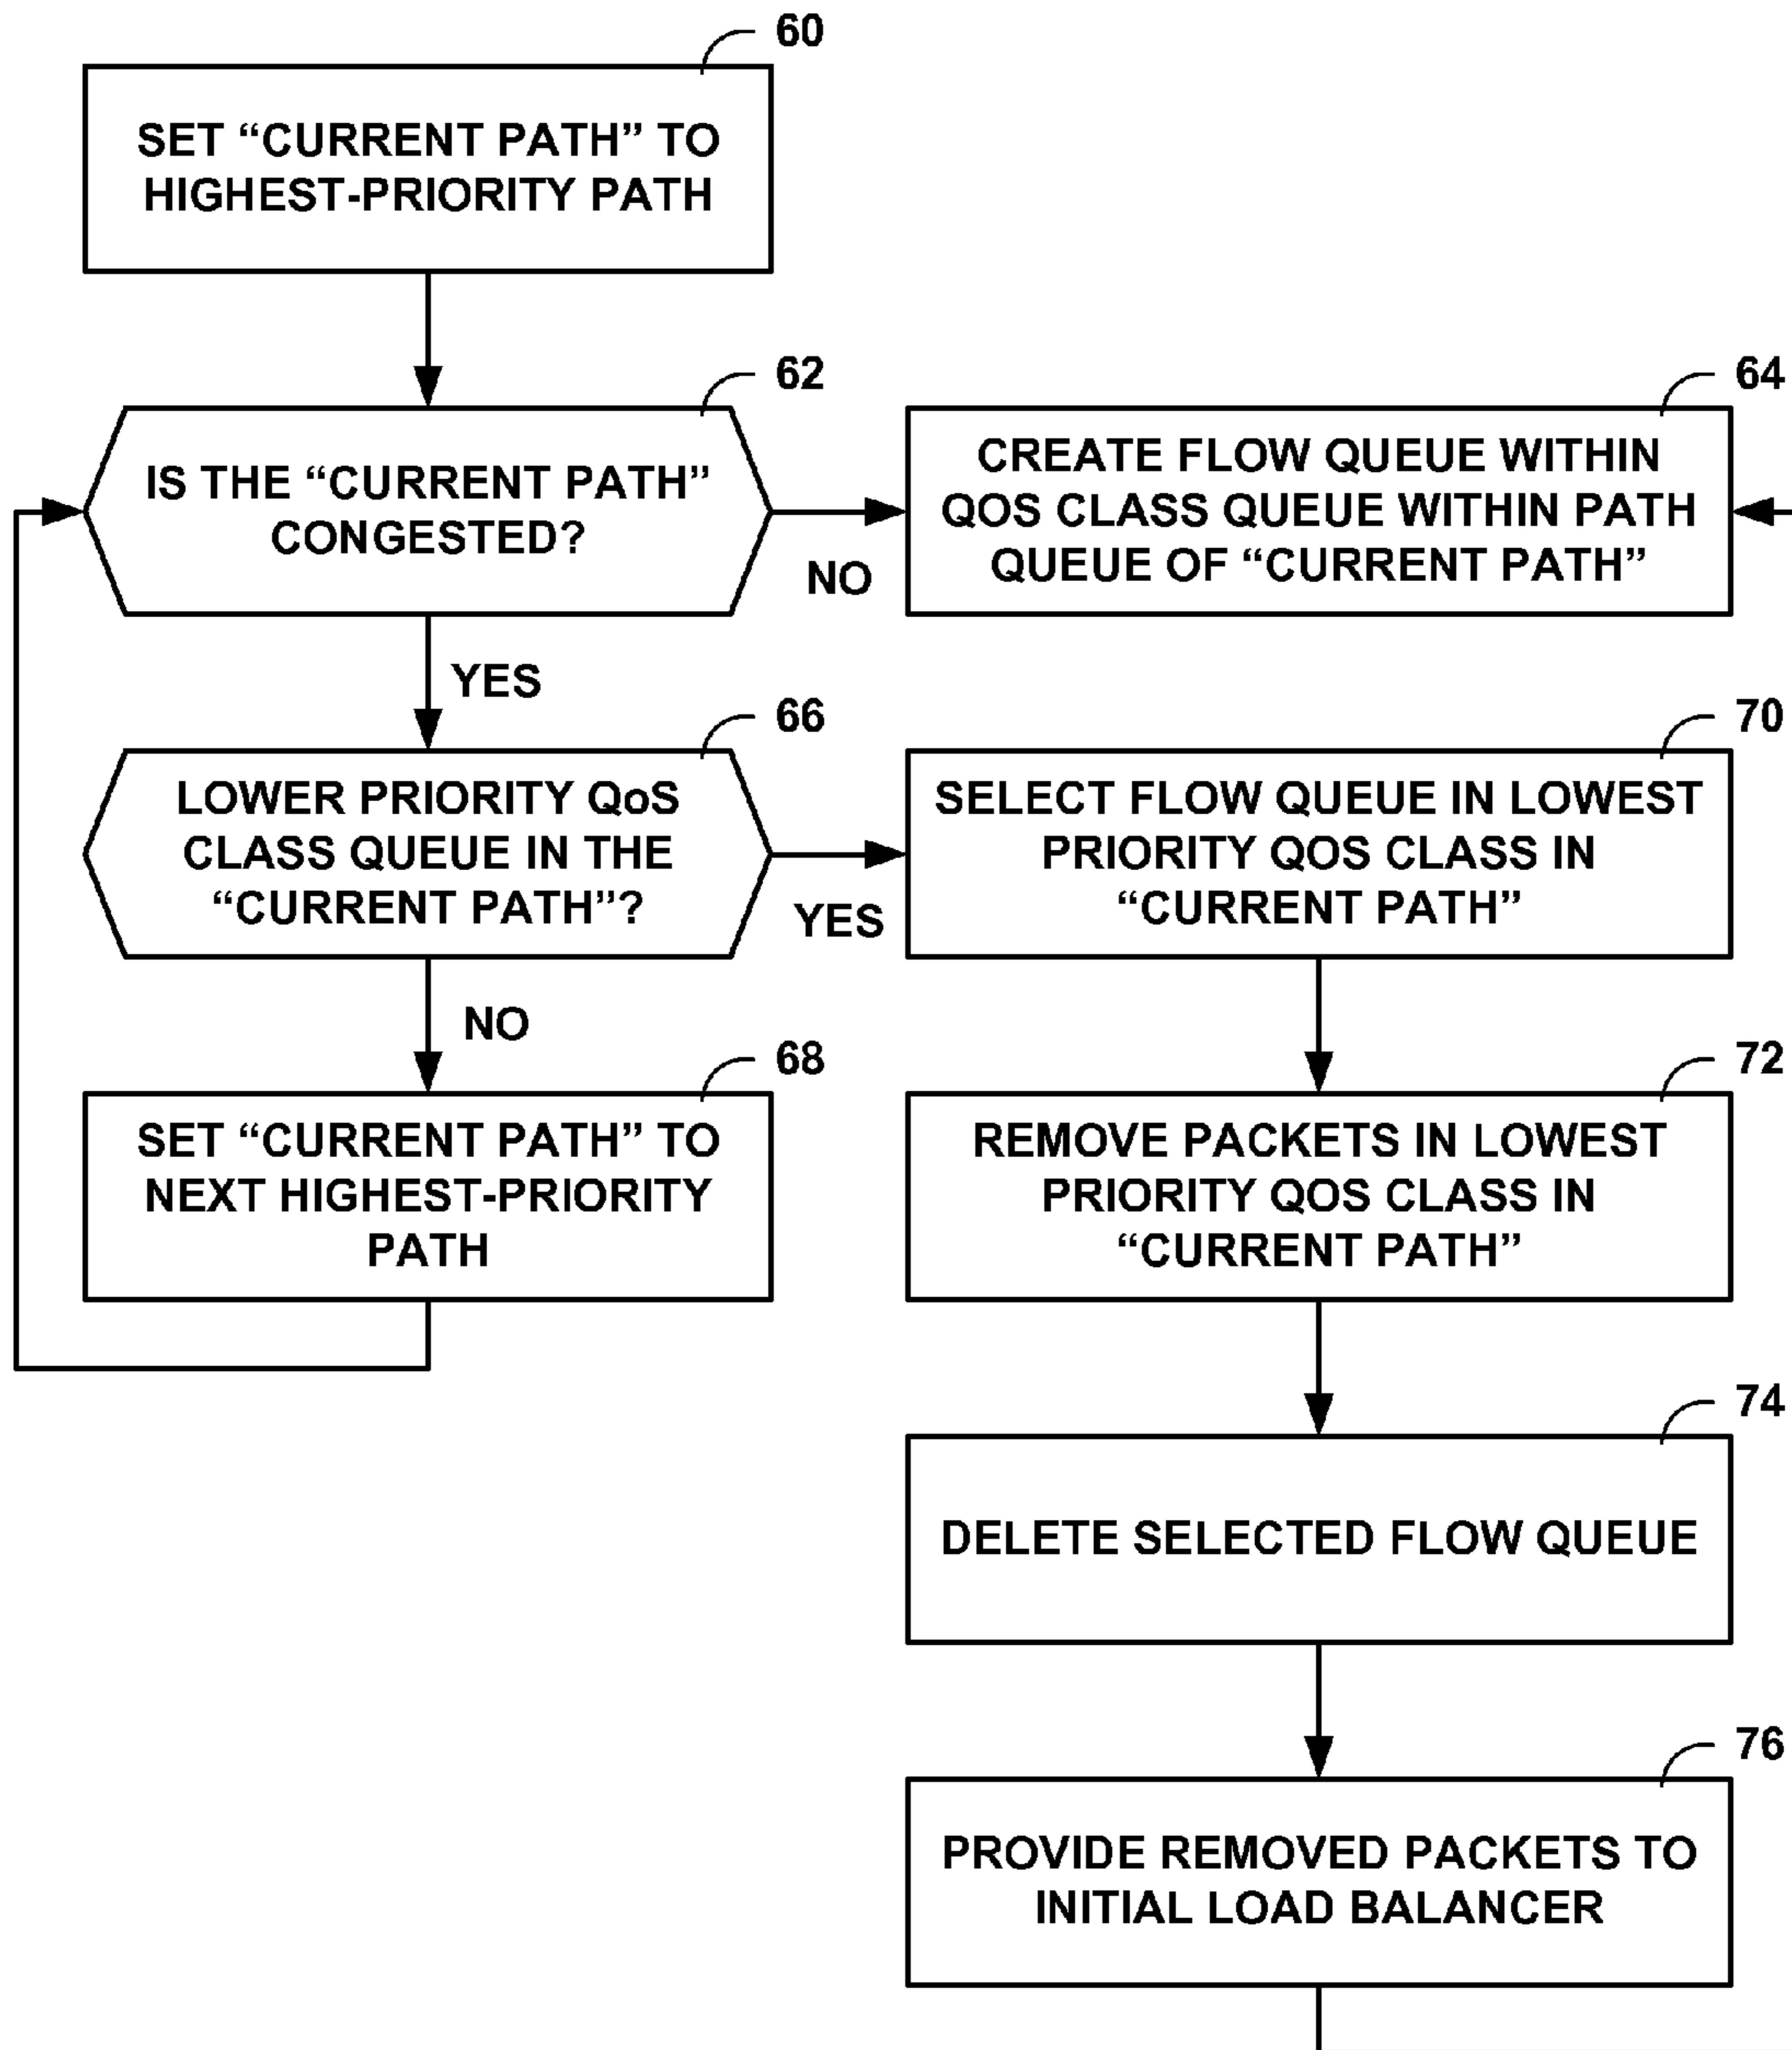 60
SET “CURRENT PATH” TO
HIGHEST-PRIORITY PATH
62
IS THE “CURRENT PATH”
CONGESTED?
NO
YES
64
CREATE FLOW QUEUE WITHIN
QOS CLASS QUEUE WITHIN PATH
QUEUE OF “CURRENT PATH”
66
LOWER PRIORITY QoS
CLASS QUEUE IN THE
“CURRENT PATH”?
YES
NO
70
SELECT FLOW QUEUE IN LOWEST
PRIORITY QOS CLASS IN
“CURRENT PATH”
68
SET “CURRENT PATH” TO
NEXT HIGHEST-PRIORITY
PATH
72
REMOVE PACKETS IN LOWEST
PRIORITY QOS CLASS IN
“CURRENT PATH”
74
DELETE SELECTED FLOW QUEUE
76
PROVIDE REMOVED PACKETS TO
INITIAL LOAD BALANCER